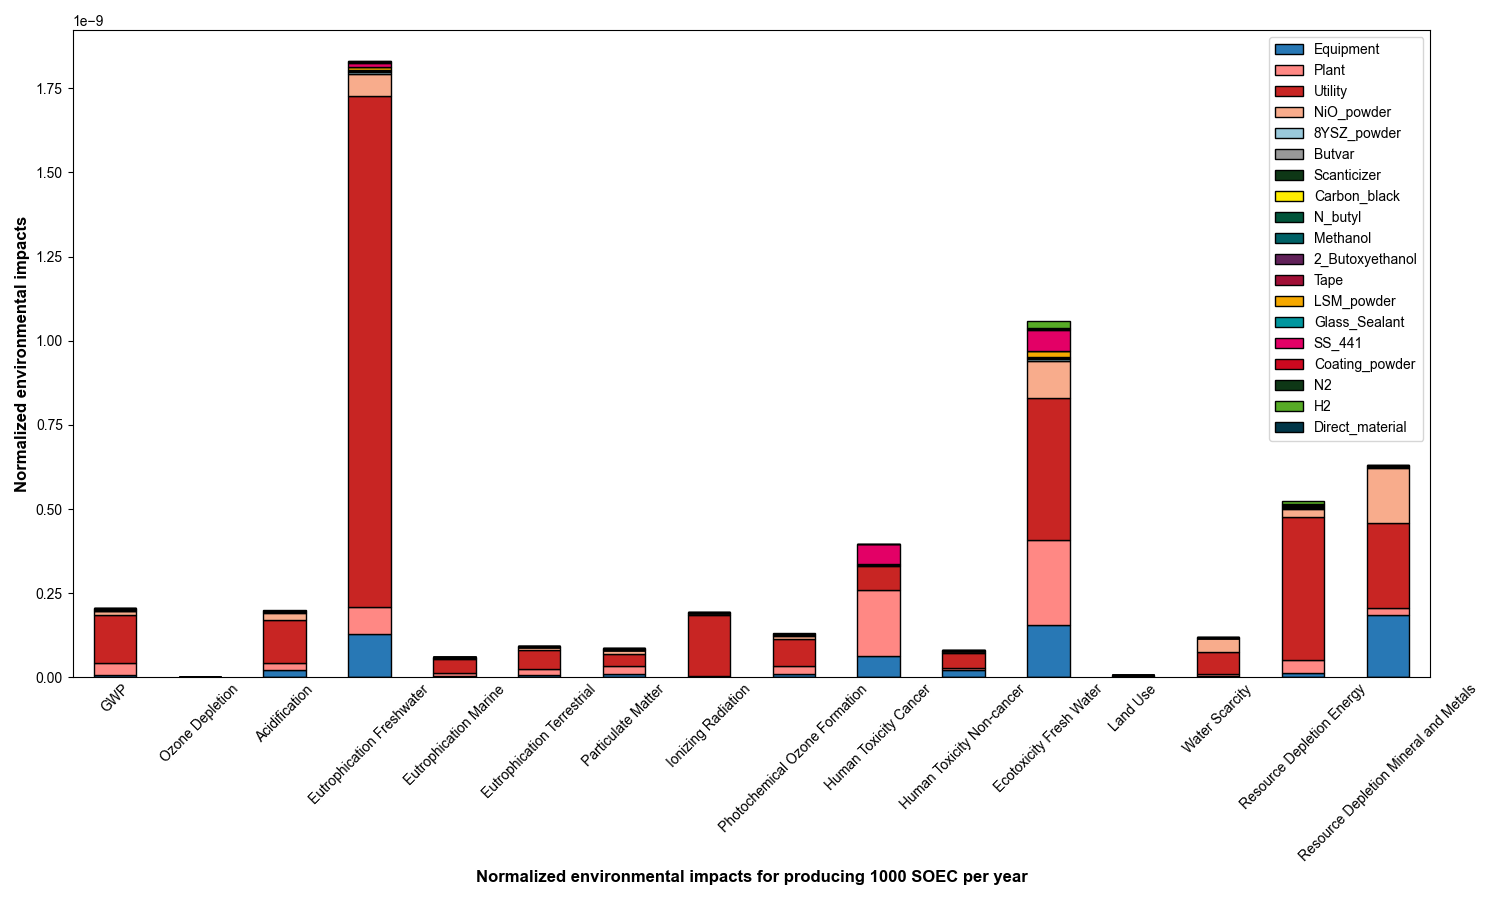 1e−9
Normalized environmental impacts
1.75
1.50
1.25
1.00
0.75
0.50
0.25
0.00
Equipment
Plant
Utility
NiO_powder
8YSZ_powder
Butvar
Scanticizer
Carbon_black
N_butyl
Methanol
2_Butoxyethanol
Tape
LSM_powder
Glass_Sealant
SS_441
Coating_powder
N2
H2
Direct_material
GWP
Ozone Depletion
Acidification
Eutrophication Freshwater
Eutrophication Marine
Eutrophication Terrestrial
Particulate Matter
Ionizing Radiation
Photochemical Ozone Formation
Human Toxicity Cancer
Human Toxicity Non-cancer
Ecotoxicity Fresh Water
Land Use
Water Scarcity
Resource Depletion Energy
Resource Depletion Mineral and Metals
Normalized environmental impacts for producing 1000 SOEC per year